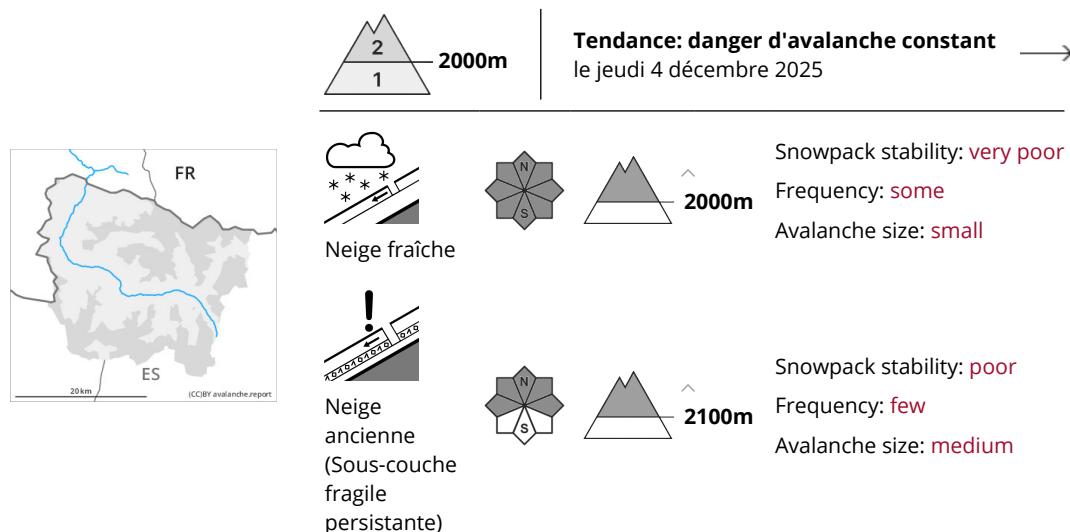 2
1
2000m
Tendance: danger d'avalanche constant
le jeudi 4 décembre 2025
FR
ES
20 km
(CC)BY avalanche.report
Neige fraîche
N
S
2000m
Snowpack stability: very poor
Frequency: some
Avalanche size: small
Neige
ancienne
(Sous-couche
fragile
persistante)
N
S
2100m
Snowpack stability: poor
Frequency: few
Avalanche size: medium